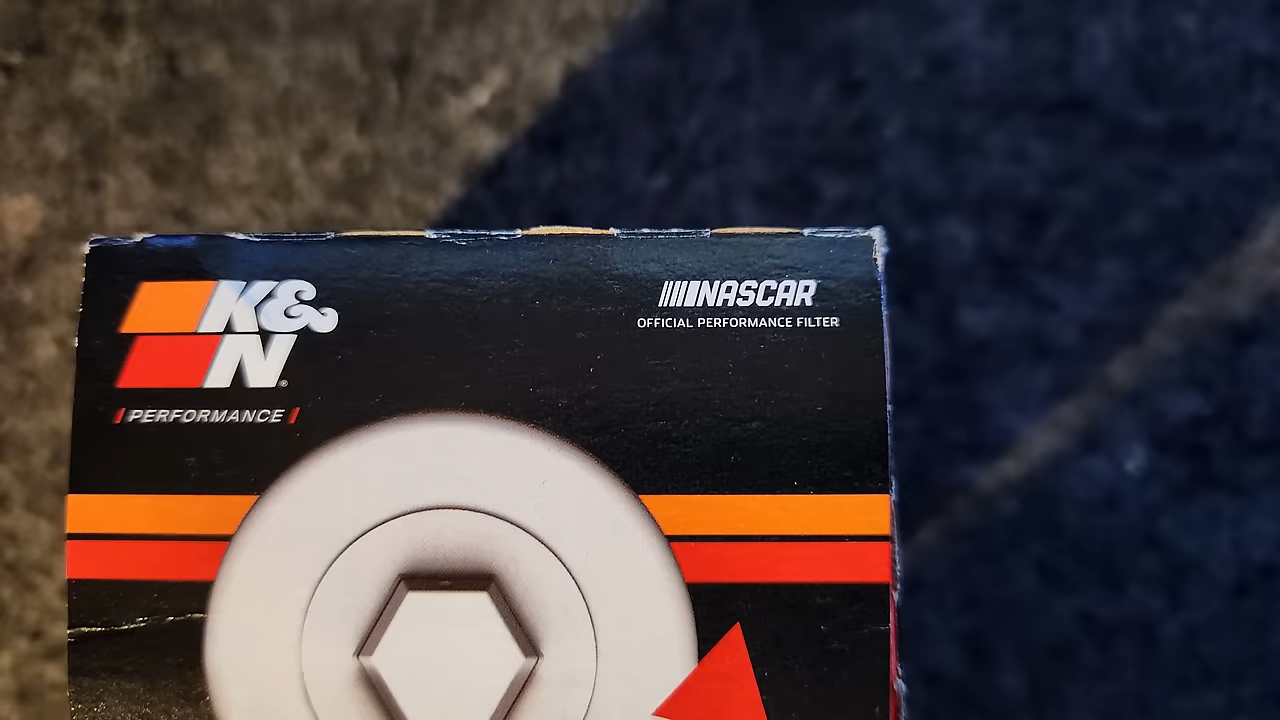 K&
N®
PERFORMANCE
NASCAR
OFFICIAL PERFORMANCE FILTER